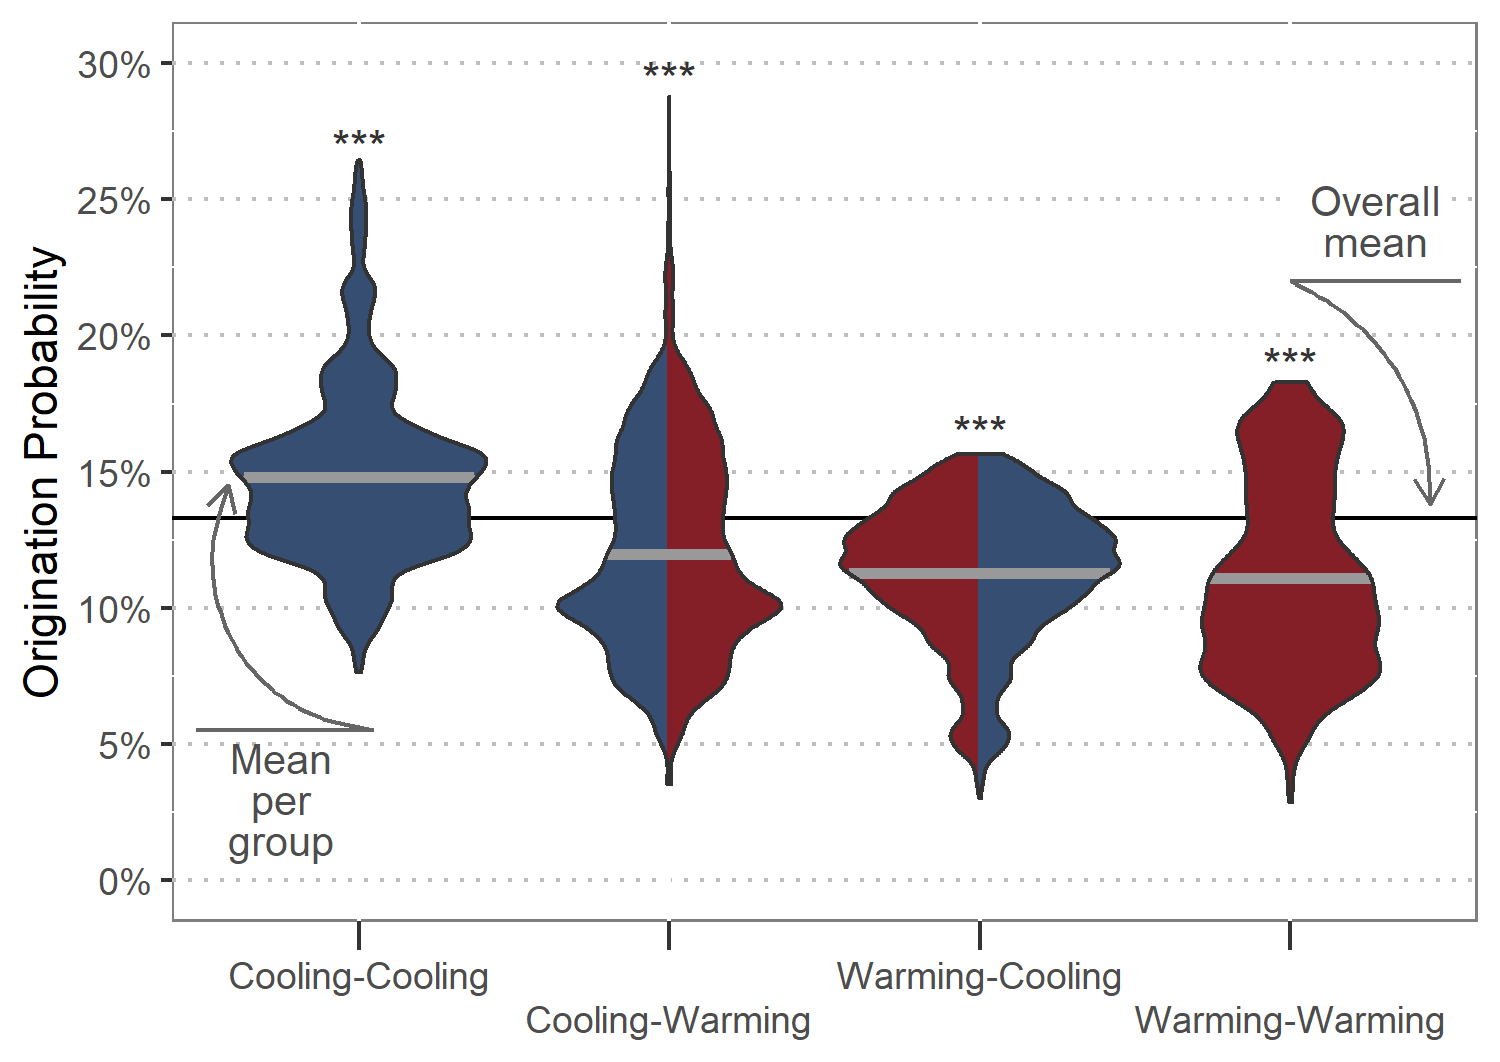 Origination Probability
30%
25%
20%
15%
10%
5%
0%
***
***
***
***
Overall
mean
Mean
per
group
Cooling-Cooling
Cooling-Warming
Warming-Cooling
Warming-Warming